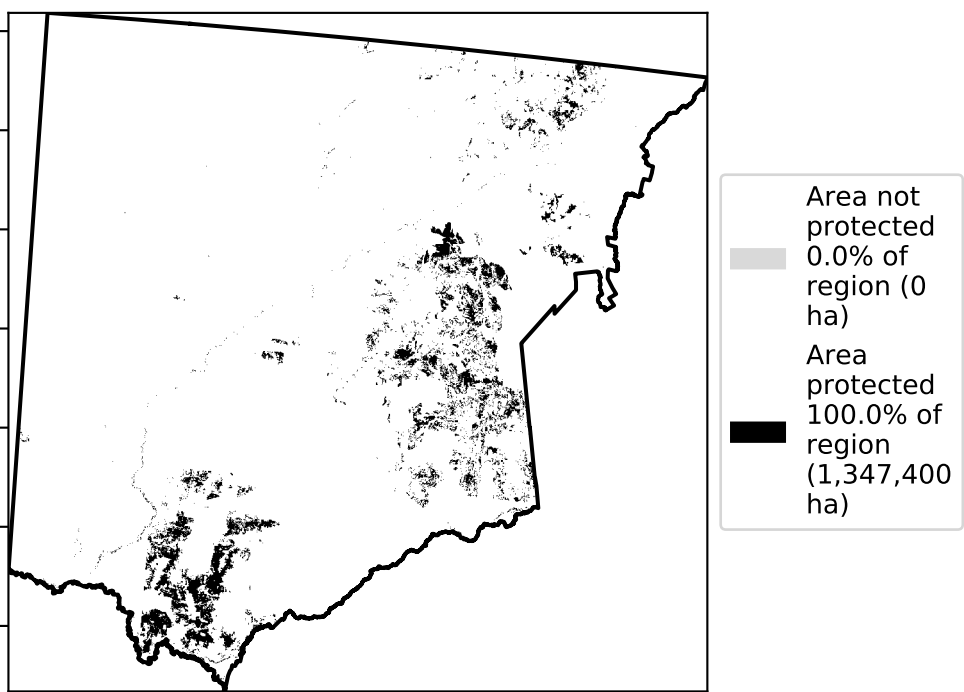 Area not
protected
0.0% of
region (0
ha)
Area
protected
100.0% of
region
(1,347,400
ha)